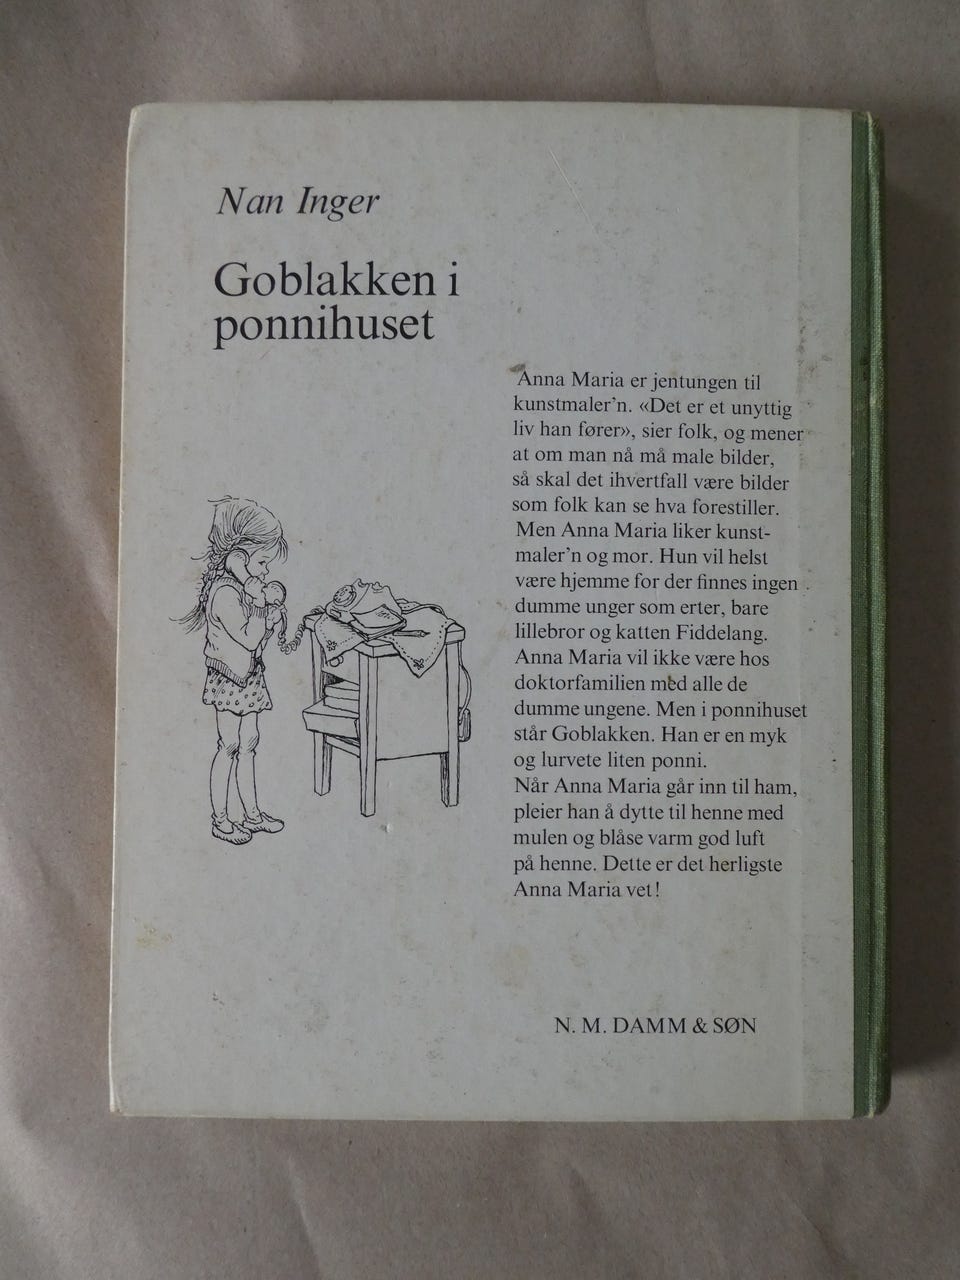 Nan Inger
Goblakken i
ponnihuset
Anna Maria er jentungen til
kunstmaler'n. «Det er et unyttig
liv han fører», sier folk, og mener
at om man nå må male bilder,
så skal det ihvertfall være bilder
som folk kan se hva forestiller.
Men Anna Maria liker kunst-
maler'n og mor. Hun vil helst
være hjemme for der finnes ingen
dumme unger som erter, bare
lillebror og katten Fiddelang.
Anna Maria vil ikke være hos
doktorfamilien med alle de
dumme ungene. Men i ponnihuset
står Goblakken. Han er en myk
og lurvete liten ponni.
Når Anna Maria går inn til ham,
pleier han å dytte til henne med
mulen og blåse varm god luft
på henne. Dette er det herligste
Anna Maria vet!
N. M. DAMM & SØN